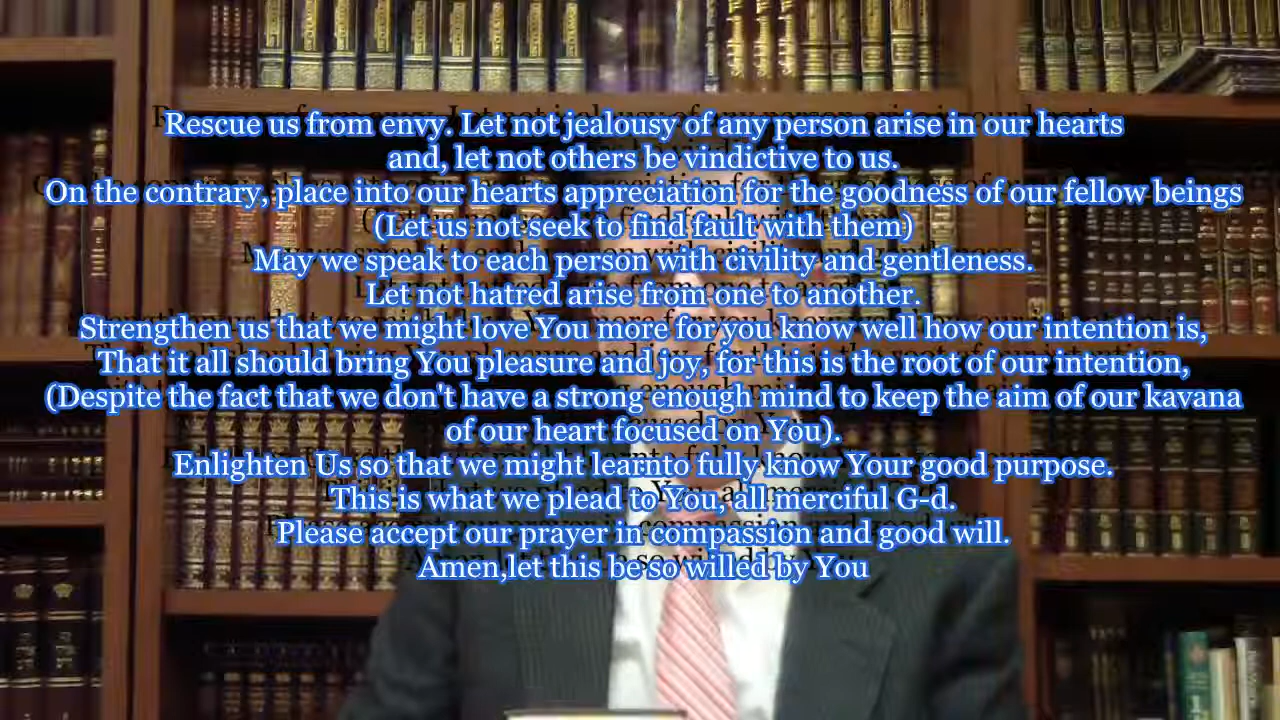 Rescue us from envy. Let not jealousy of any person arise in our hearts
and, let not others be vindictive to us.
On the contrary, place into our hearts appreciation for the goodness of our fellow beings
(Let us not seek to find fault with them)
May we speak to each person with civility and gentleness.
Let not hatred arise from one to another.
Strengthen us that we might love You more for you know well how our intention is,
That it all should bring You pleasure and joy, for this is the root of our intention,
(Despite the fact that we don't have a strong enough mind to keep the aim of our kavana
of our heart focused on You).
Enlighten Us so that we might learnto fully know Your good purpose.
This is what we plead to You, all merciful G-d.
Please accept our prayer in compassion and good will.
Amen,let this be so willed by You